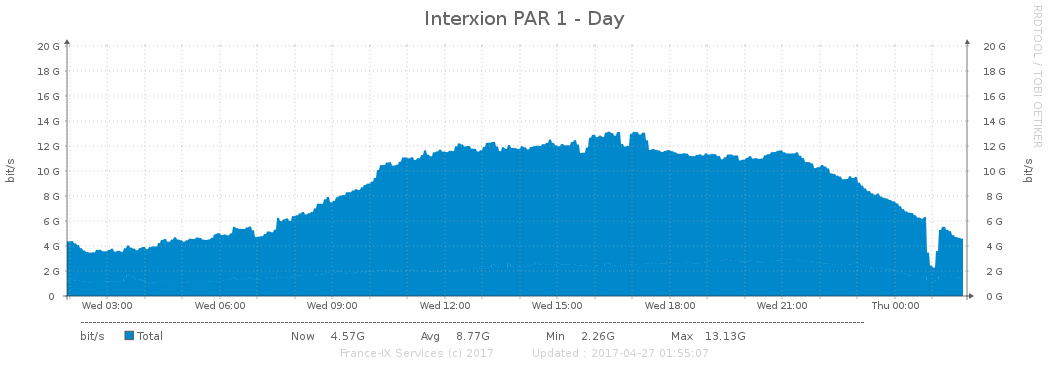 Interxion PAR 1 - Day
RRDTOOL / TOBI OETIKER
bit/s
bit/s
20 G 20 G
18 G 18 G
16 G 16 G
14 G 14 G
12 G 12 G
10 G 10 G
8 G 8 G
6 G 6 G
4 G 4 G
2 G 2 G
0 0 G
Wed 03:00 Wed 06:00 Wed 09:00 Wed 12:00 Wed 15:00 Wed 18:00 Wed 21:00 Thu 00:00
bit/s Total Now 4.57G Avg 8.77G Min 2.26G Max 13.13G
France-IX Services (c) 2017 Updated : 2017-04-27 01:55:07